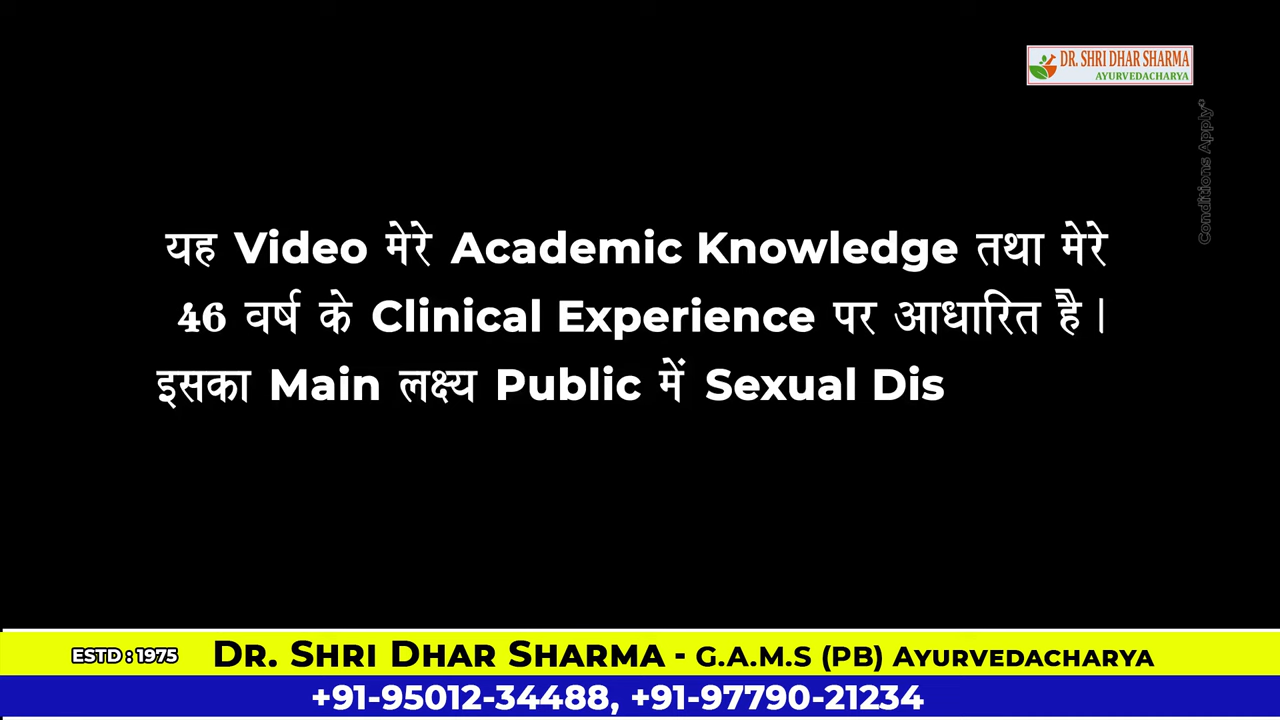 DR. SHRI DHAR SHARMA
AYURVEDACHARYA
Conditions Apply*
यह Video मेरे Academic Knowledge तथा मेरे
46 वर्ष के Clinical Experience पर आधारित है।
इसका Main लक्ष्य Public में Sexual Dis
ESTD : 1975
DR. SHRI DHAR SHARMA - G.A.M.S (PB) AYURVEDACHARYA
+91-95012-34488, +91-97790-21234